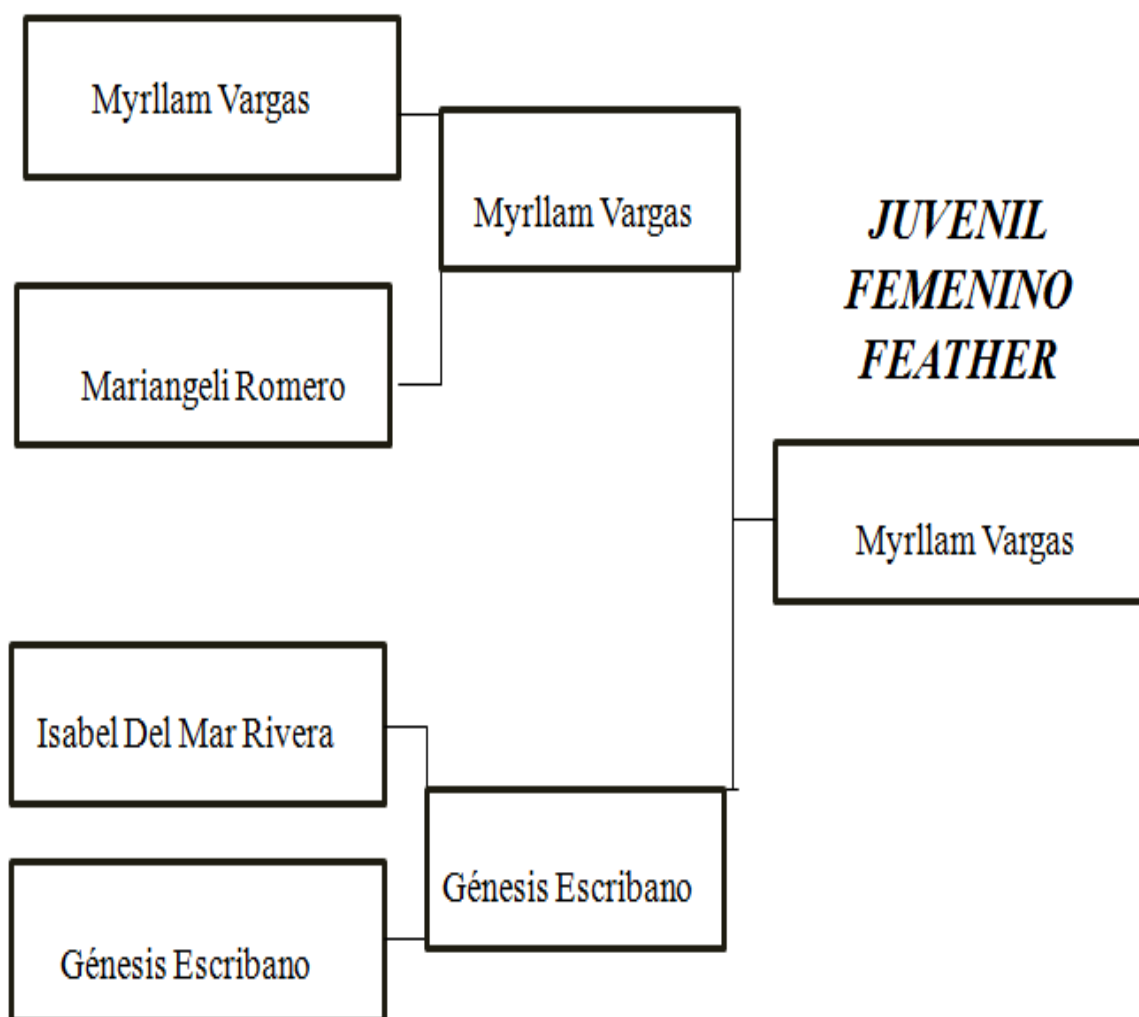 Myrllam Vargas
Myrllam Vargas
JUVENIL
FEMENINO
FEATHER
Mariangeli Romero
Myrllam Vargas
Isabel Del Mar Rivera
Génesis Escribano
Génesis Escribano